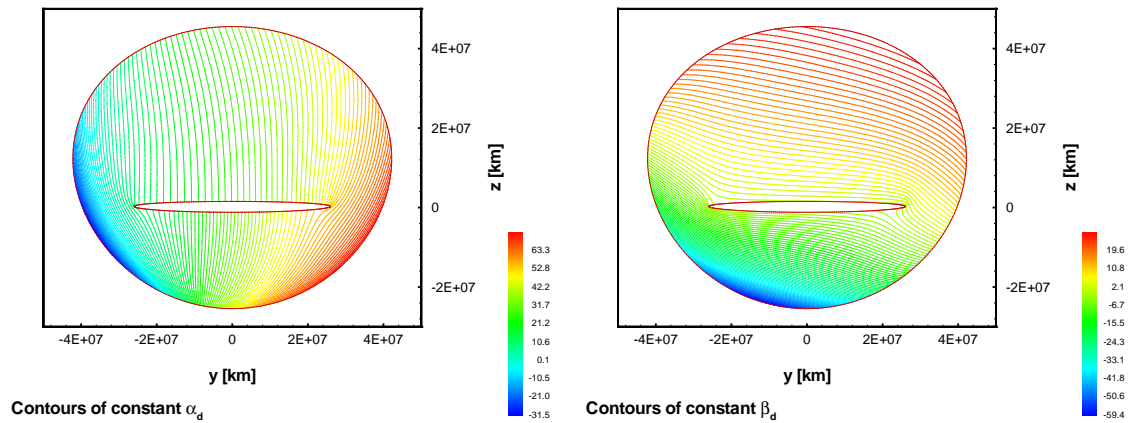 4E+07
2E+07
0
-2E+07
z [km]
-4E+07 -2E+07 0 2E+07 4E+07
y [km]
63.3
52.8
42.2
31.7
21.2
10.6
0.1
-10.5
-21.0
-31.5
Contours of constant α_d
4E+07
2E+07
0
-2E+07
z [km]
-4E+07 -2E+07 0 2E+07 4E+07
y [km]
19.6
10.8
2.1
-6.7
-15.5
-24.3
-33.1
-41.8
-50.6
-59.4
Contours of constant β_d